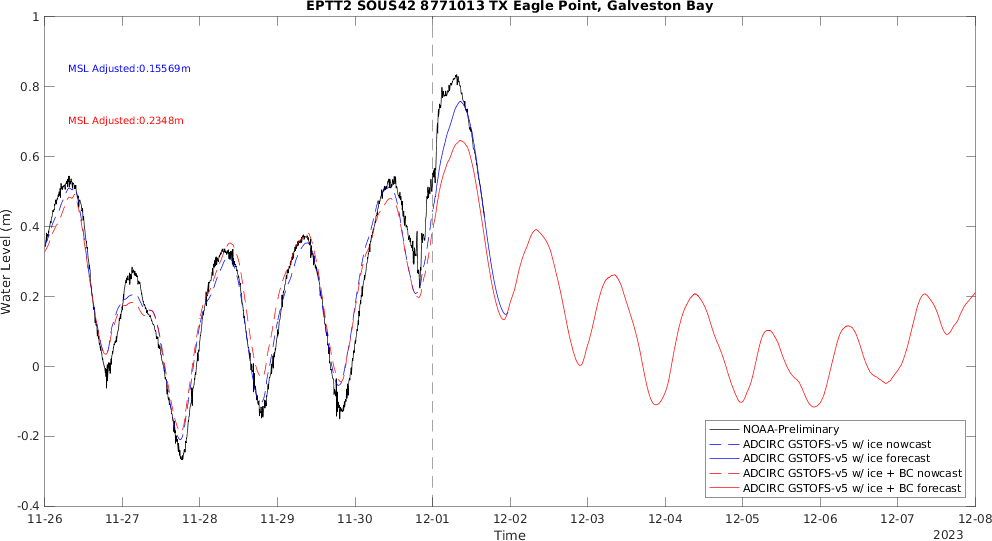 EPTT2 SOUS42 8771013 TX Eagle Point, Galveston Bay
MSL Adjusted:0.15569m
MSL Adjusted:0.2348m
Water Level (m)
1
0.8
0.6
0.4
0.2
0
-0.2
-0.4
NOAA-Preliminary
ADCIRC GSTOFS-v5 w/ ice nowcast
ADCIRC GSTOFS-v5 w/ ice forecast
ADCIRC GSTOFS-v5 w/ ice + BC nowcast
ADCIRC GSTOFS-v5 w/ ice + BC forecast
11-26 11-27 11-28 11-29 11-30 12-01 12-02 12-03 12-04 12-05 12-06 12-07 12-08
Time
2023